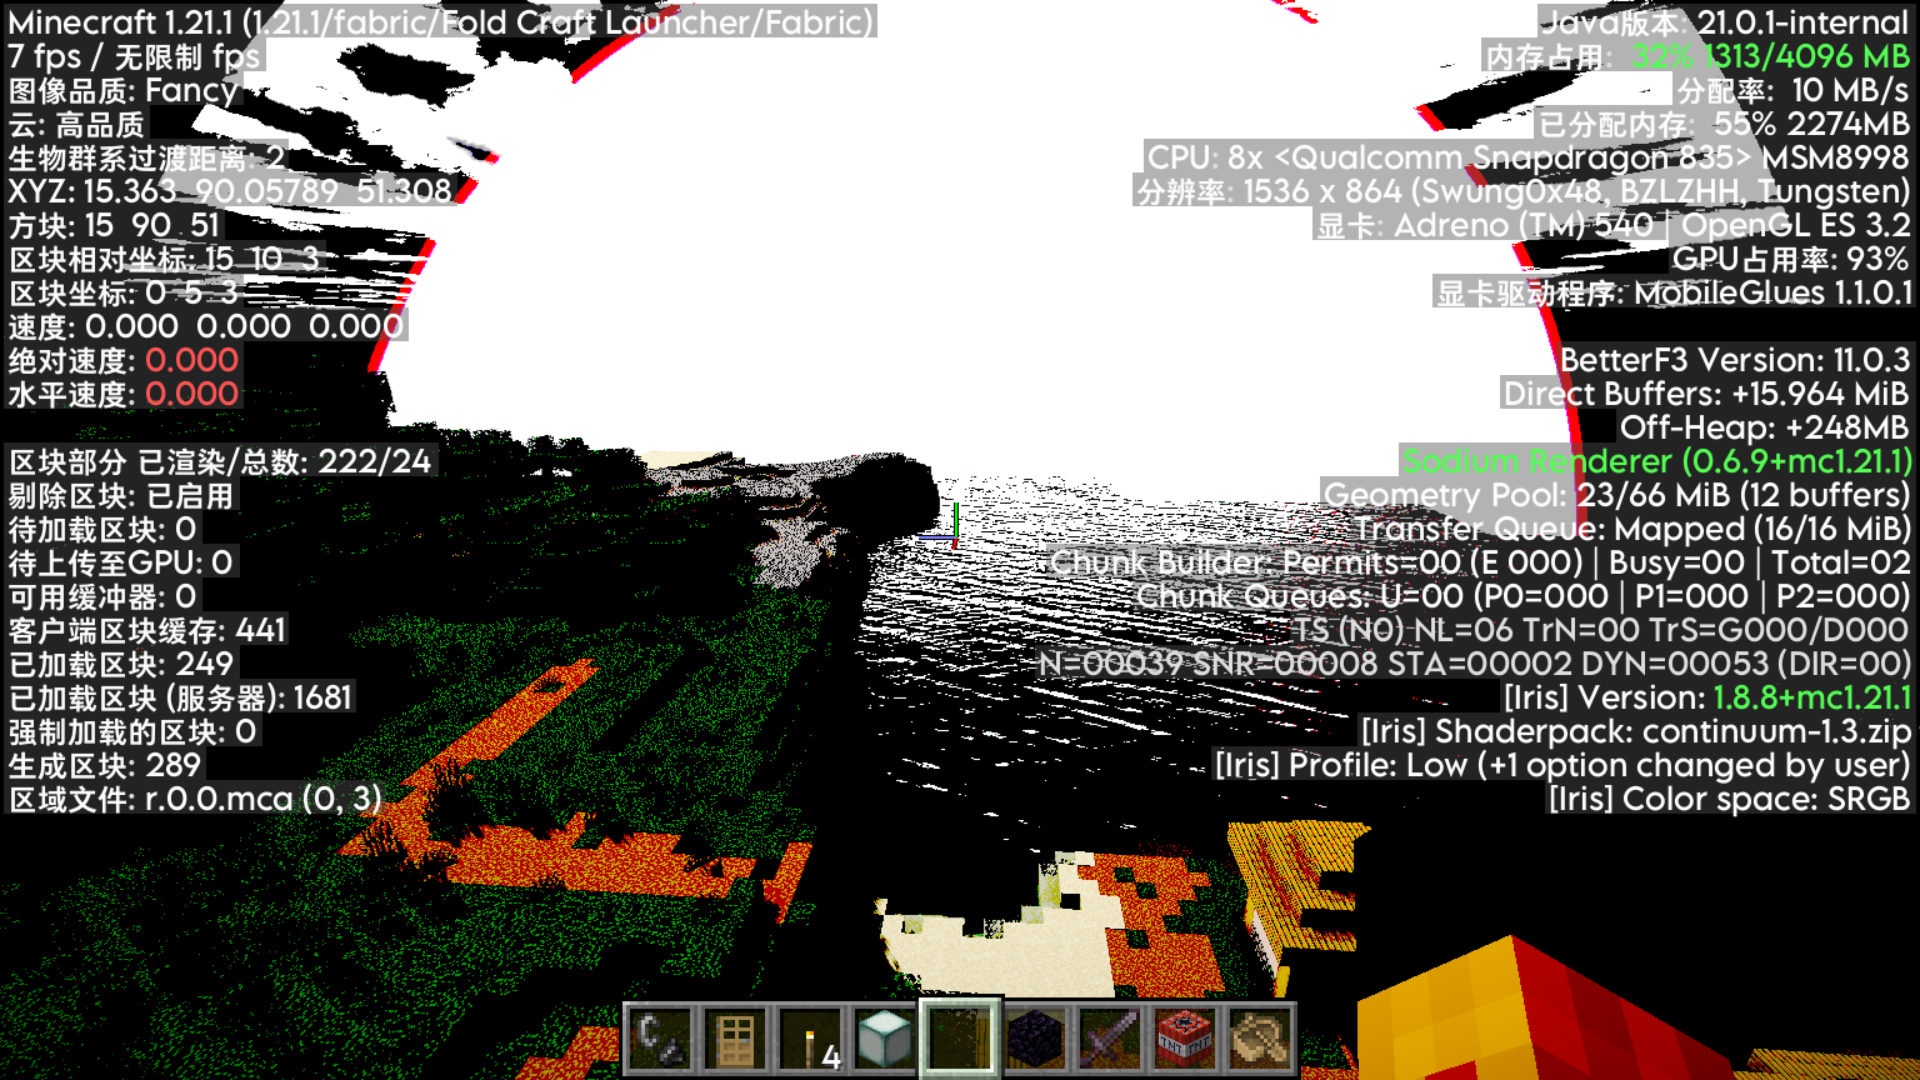 Minecraft 1.21.1 (1.21.1/fabric/Fold Craft Launcher/Fabric)
7 fps / 无限制 fps
图像品质: Fancy
云: 高品质
生物群系过渡距离: 2
XYZ: 15.363 90.05789 51.308
方块: 15 90 51
区块相对坐标: 15 10 3
区块坐标: 0 5 3
速度: 0.000 0.000 0.000
绝对速度: 0.000
水平速度: 0.000
区块部分 已渲染/总数: 222/24
剔除区块: 已启用
待加载区块: 0
待上传至GPU: 0
可用缓冲器: 0
客户端区块缓存: 441
已加载区块: 249
已加载区块 (服务器): 1681
强制加载的区块: 0
生成区块: 289
区域文件: r.0.0.mca (0, 3)
Java版本: 21.0.1-internal
内存占用: 32% 1313/4096 MB
分配率: 10 MB/s
已分配内存: 55% 2274MB
CPU: 8x <Qualcomm Snapdragon 835> MSM8998
分辨率: 1536 x 864 (Swung0x48, BZLZHH, Tungsten)
显卡: Adreno (TM) 540 | OpenGL ES 3.2
GPU占用率: 93%
显卡驱动程序: MobileGlues 1.1.0.1
BetterF3 Version: 11.0.3
Direct Buffers: +15.964 MiB
Off-Heap: +248MB
Sodium Renderer (0.6.9+mc1.21.1)
Geometry Pool: 23/66 MiB (12 buffers)
Transfer Queue: Mapped (16/16 MiB)
Chunk Builder: Permits=00 (E 000) | Busy=00 | Total=02
Chunk Queues: U=00 (P0=000 | P1=000 | P2=000)
TS (N0) NL=06 TrN=00 TrS=G000/D000
N=00039 SNR=00008 STA=00002 DYN=00053 (DIR=00)
[Iris] Version: 1.8.8+mc1.21.1
[Iris] Shaderpack: continuum-1.3.zip
[Iris] Profile: Low (+1 option changed by user)
[Iris] Color space: SRGB
4
TNT TNT